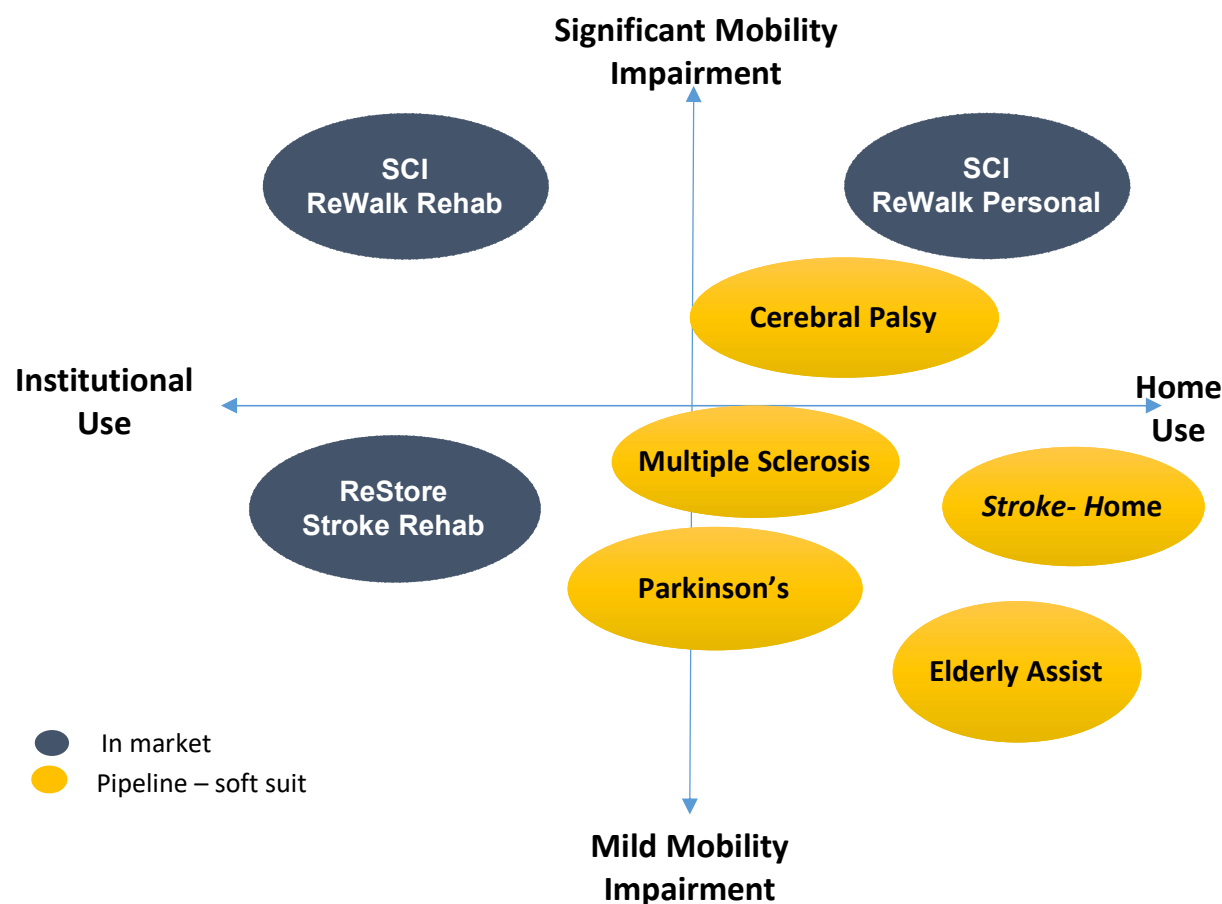 Significant Mobility
Impairment
SCI
ReWalk Rehab
SCI
ReWalk Personal
Cerebral Palsy
Institutional
Use
Home
Use
Multiple Sclerosis
ReStore
Stroke Rehab
Stroke- Home
Parkinson’s
Elderly Assist
In market
Pipeline – soft suit
Mild Mobility
Impairment